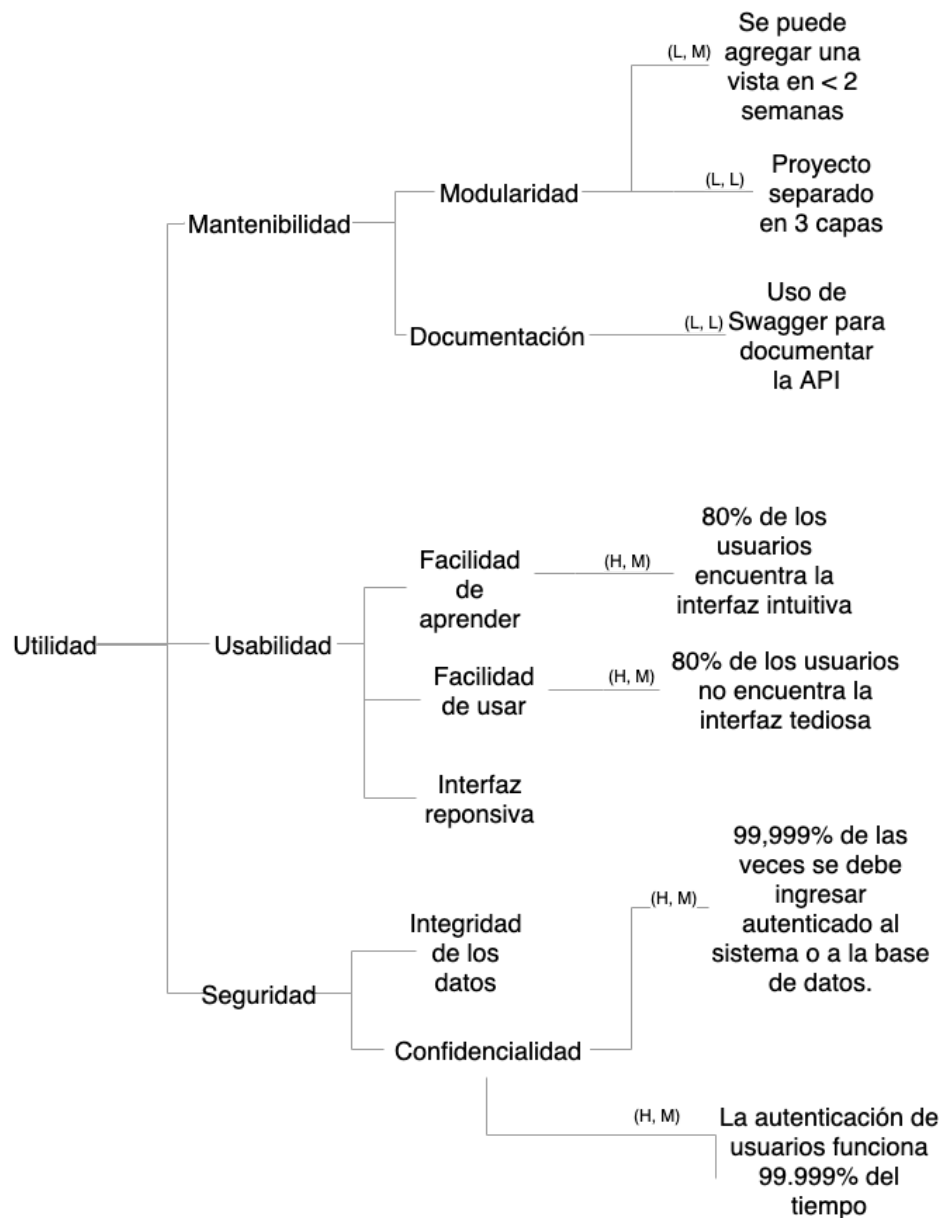 Se puede
(L, M) agregar una
vista en < 2
semanas
Mantenibilidad
Modularidad
(L, L)
Proyecto
separado
en 3 capas
Documentación
(L, L)
Uso de
Swagger para
documentar
la API
Utilidad
Usabilidad
Facilidad
de
aprender
(H, M)
80% de los
usuarios
encuentra la
interfaz intuitiva
Facilidad
de usar
(H, M)
80% de los usuarios
no encuentra la
interfaz tediosa
Interfaz
reponsiva
Seguridad
Integridad
de los
datos
Confidencialidad
(H, M)
99,999% de las
veces se debe
ingresar
autenticado al
sistema o a la base
de datos.
(H, M)
La autenticación de
usuarios funciona
99.999% del
tiempo